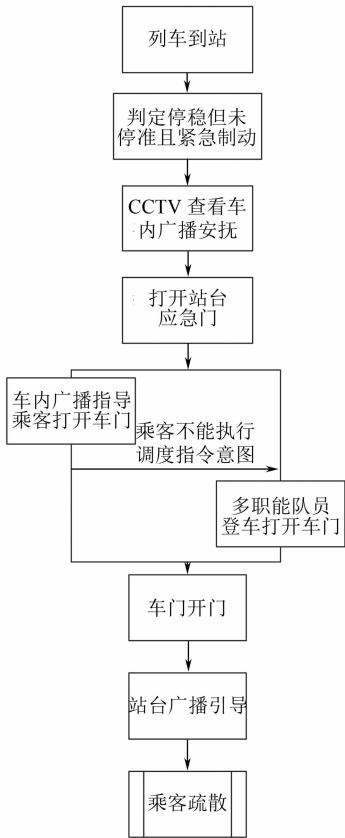 列车到站
判定停稳但未
停准且紧急制动
CCTV 查看车
内广播安抚
打开站台
应急门
车内广播指导
乘客打开车门
乘客不能执行
调度指令意图
多职能队员
登车打开车门
车门开门
站台广播引导
乘客疏散